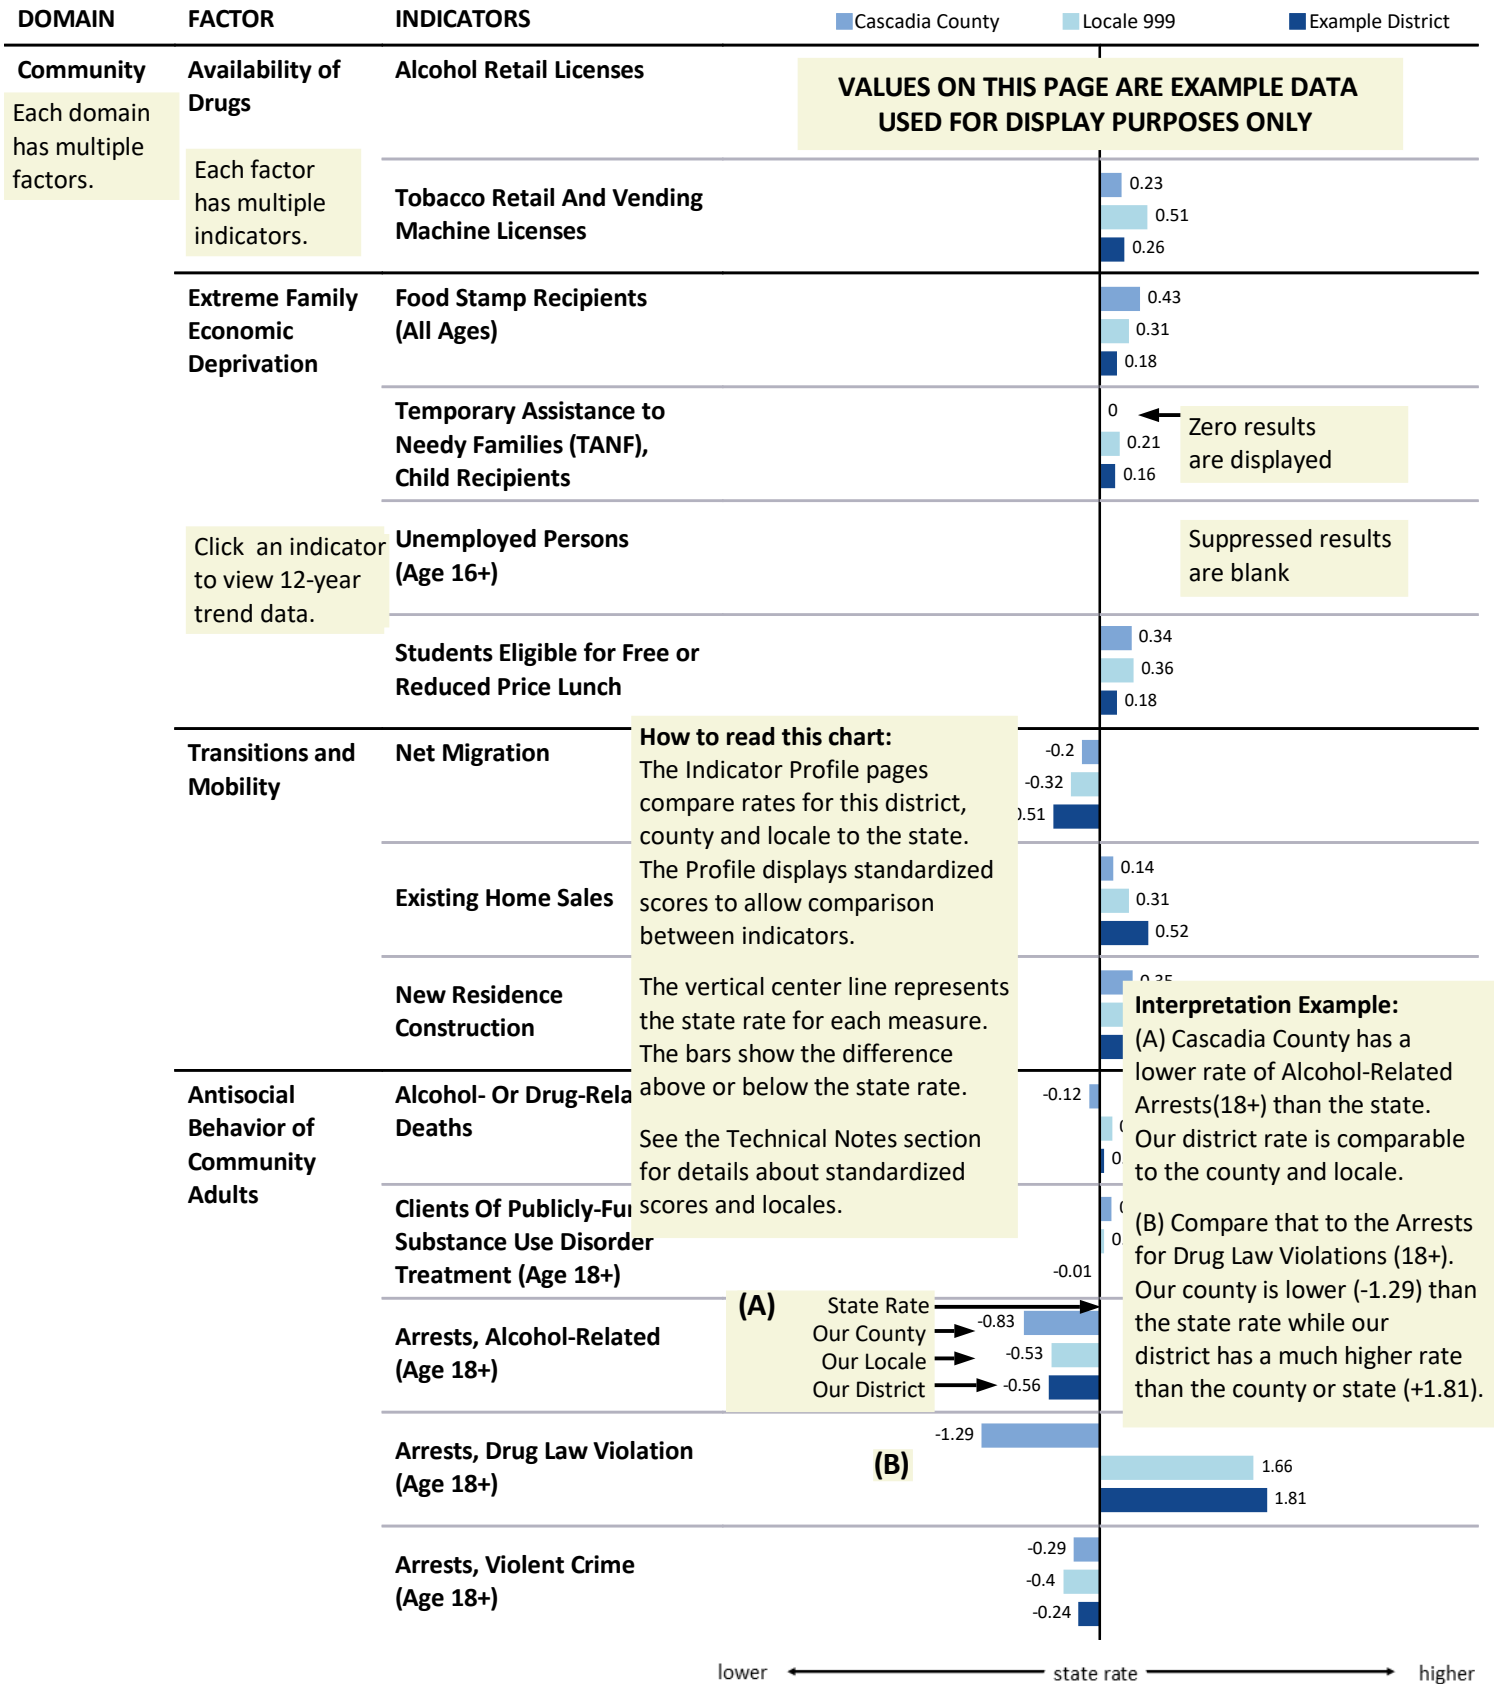 DOMAIN FACTOR INDICATORS Cascadia County Locale 999 Example District
Community
Each domain
has multiple
factors.
Availability of
Drugs
Each factor
has multiple
indicators.
Alcohol Retail Licenses
VALUES ON THIS PAGE ARE EXAMPLE DATA
USED FOR DISPLAY PURPOSES ONLY
Tobacco Retail And Vending
Machine Licenses
0.23
0.51
0.26
Extreme Family
Economic
Deprivation
Food Stamp Recipients
(All Ages)
0.43
0.31
0.18
Temporary Assistance to
Needy Families (TANF),
Child Recipients
0
0.21
0.16
Zero results
are displayed
Click an indicator
to view 12-year
trend data.
Unemployed Persons
(Age 16+)
Suppressed results
are blank
Students Eligible for Free or
Reduced Price Lunch
0.34
0.36
0.18
Transitions and
Mobility
Net Migration
-0.2
-0.32
.51
How to read this chart:
The Indicator Profile pages
compare rates for this district,
county and locale to the state.
The Profile displays standardized
scores to allow comparison
between indicators.
The vertical center line represents
the state rate for each measure.
The bars show the difference
above or below the state rate.
See the Technical Notes section
for details about standardized
scores and locales.
Existing Home Sales
0.14
0.31
0.52
New Residence
Construction
Interpretation Example:
(A) Cascadia County has a
lower rate of Alcohol-Related
Arrests(18+) than the state.
Our district rate is comparable
to the county and locale.
(B) Compare that to the Arrests
for Drug Law Violations (18+).
Our county is lower (-1.29) than
the state rate while our
district has a much higher rate
than the county or state (+1.81).
Antisocial
Behavior of
Community
Adults
Alcohol- Or Drug-Rela
Deaths
-0.12
0.
Clients Of Publicly-Fu
Substance Use Disorder
Treatment (Age 18+)
0.
-0.01
Arrests, Alcohol-Related
(Age 18+)
(A)
State Rate
Our County
Our Locale
Our District
-0.83
-0.53
-0.56
Arrests, Drug Law Violation
(Age 18+)
(B)
-1.29
1.66
1.81
Arrests, Violent Crime
(Age 18+)
-0.29
-0.4
-0.24
lower state rate higher